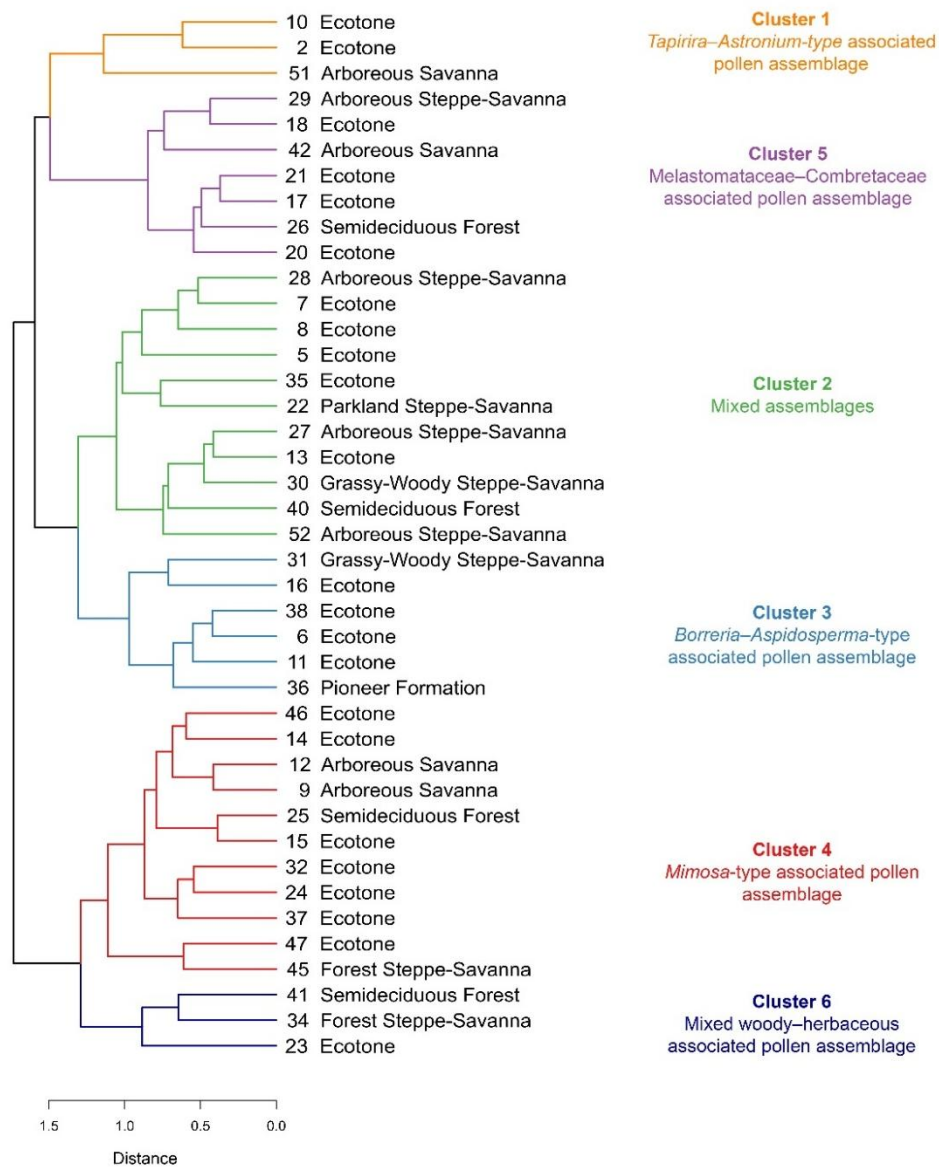 10 Ecotone
2 Ecotone
51 Arboreous Savanna
29 Arboreous Steppe-Savanna
18 Ecotone
42 Arboreous Savanna
21 Ecotone
17 Ecotone
26 Semideciduous Forest
20 Ecotone
28 Arboreous Steppe-Savanna
7 Ecotone
8 Ecotone
5 Ecotone
35 Ecotone
22 Parkland Steppe-Savanna
27 Arboreous Steppe-Savanna
13 Ecotone
30 Grassy-Woody Steppe-Savanna
40 Semideciduous Forest
52 Arboreous Steppe-Savanna
31 Grassy-Woody Steppe-Savanna
16 Ecotone
38 Ecotone
6 Ecotone
11 Ecotone
36 Pioneer Formation
46 Ecotone
14 Ecotone
12 Arboreous Savanna
9 Arboreous Savanna
25 Semideciduous Forest
15 Ecotone
32 Ecotone
24 Ecotone
37 Ecotone
47 Ecotone
45 Forest Steppe-Savanna
41 Semideciduous Forest
34 Forest Steppe-Savanna
23 Ecotone
Cluster 1
Tapirira–Astronium-type associated
pollen assemblage
Cluster 5
Melastomataceae–Combretaceae
associated pollen assemblage
Cluster 2
Mixed assemblages
Cluster 3
Borreria–Aspidosperma-type
associated pollen assemblage
Cluster 4
Mimosa-type associated pollen
assemblage
Cluster 6
Mixed woody–herbaceous
associated pollen assemblage
1.5 1.0 0.5 0.0
Distance